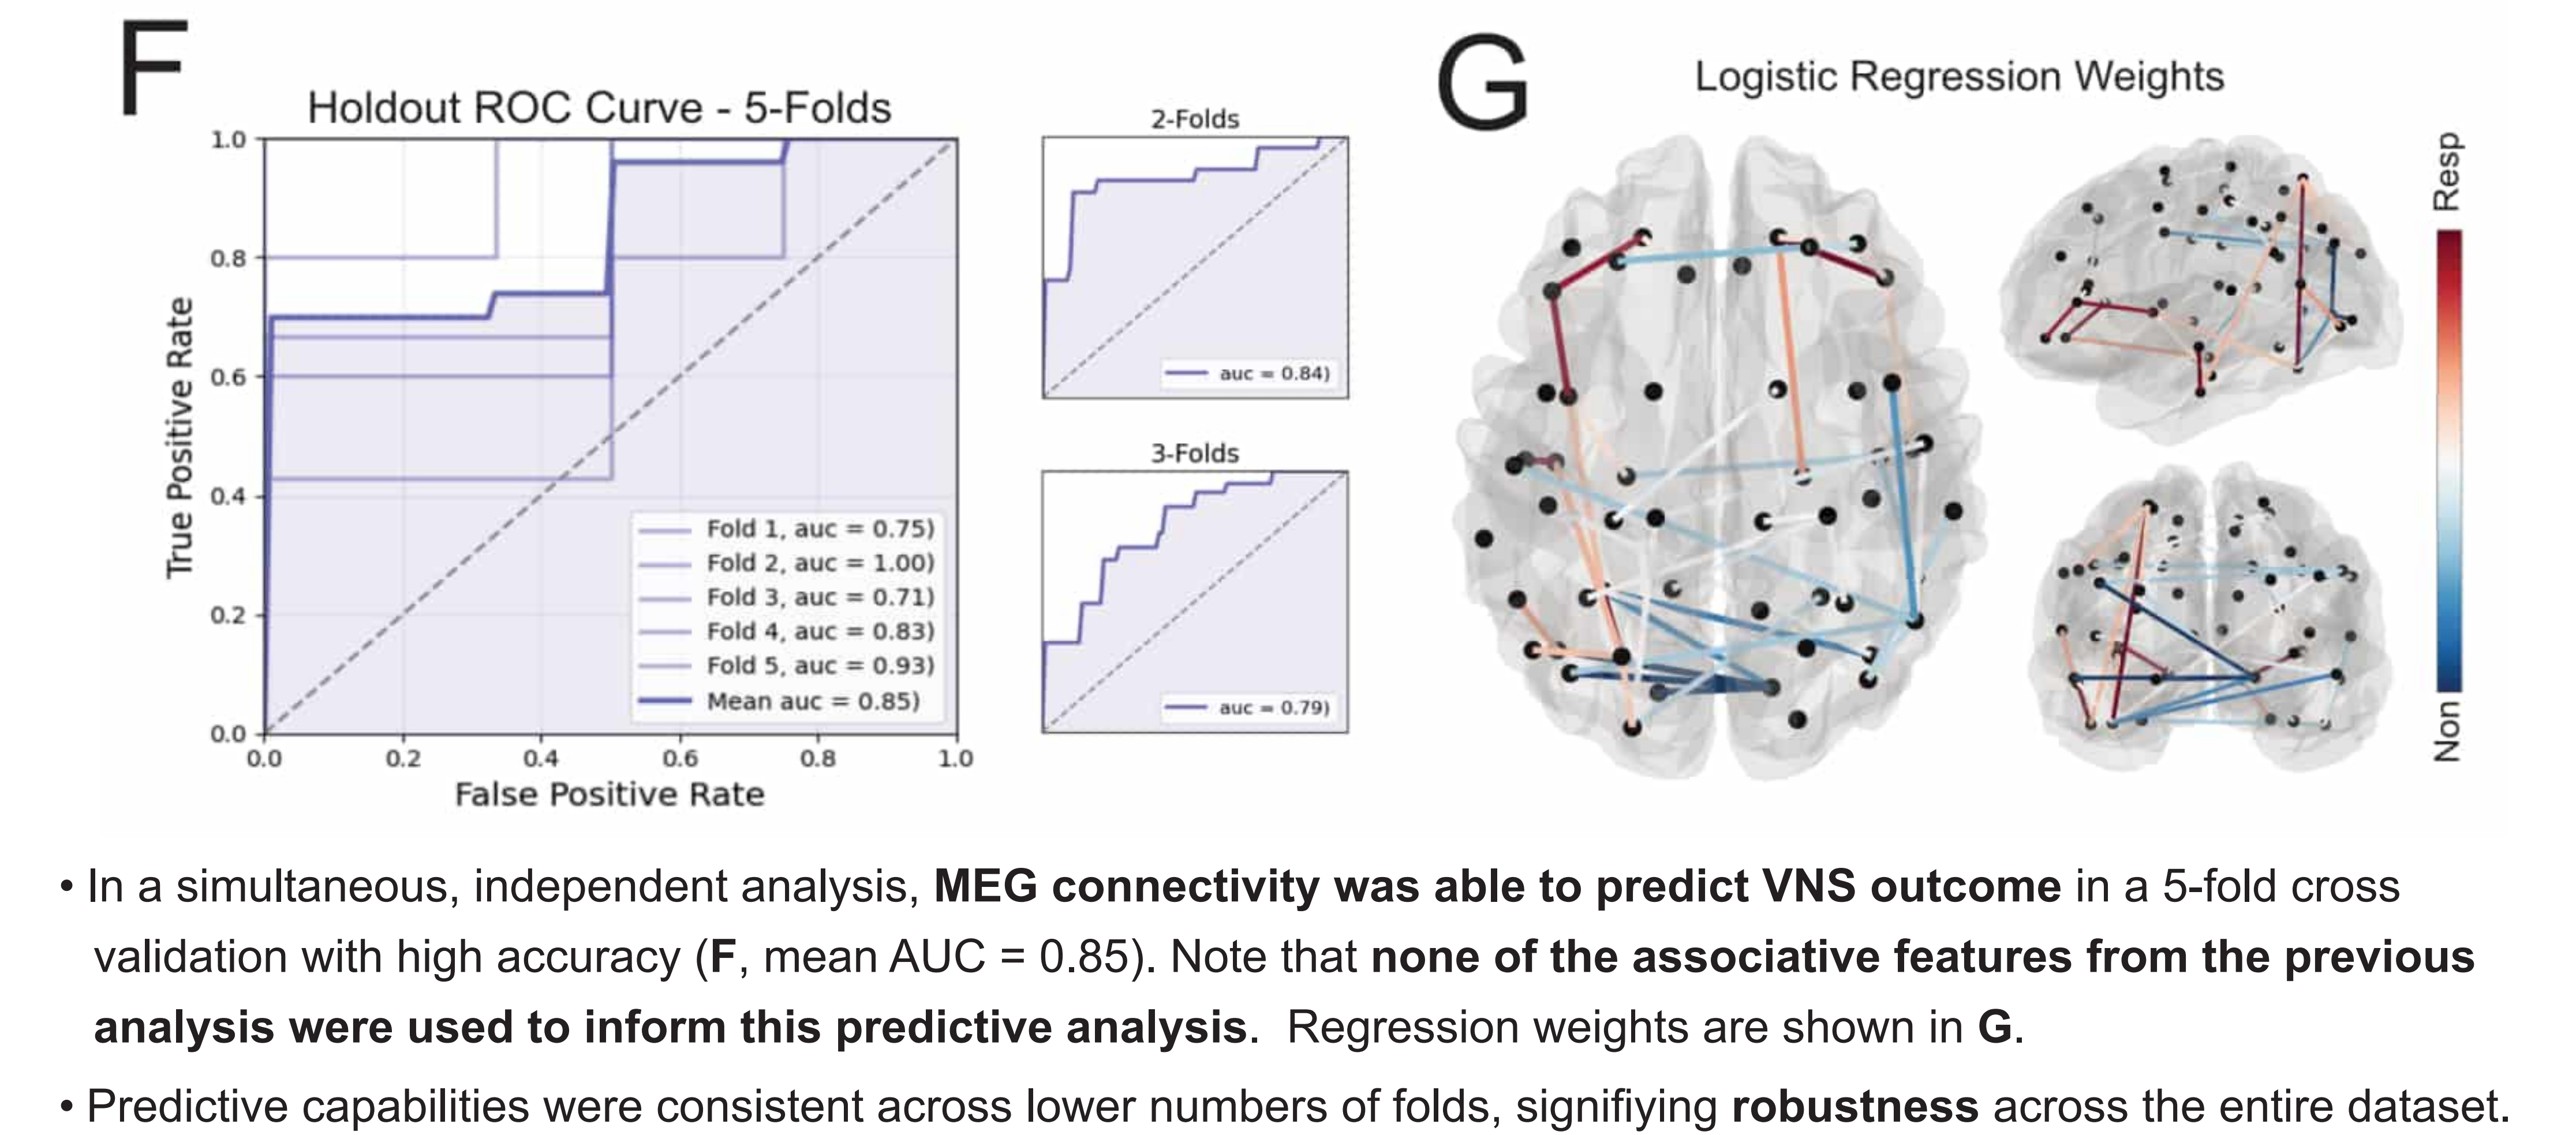 F
Holdout ROC Curve - 5-Folds
1.0
0.8
0.6
0.4
0.2
0.0
True Positive Rate
0.0 0.2 0.4 0.6 0.8 1.0
False Positive Rate
Fold 1, auc = 0.75)
Fold 2, auc = 1.00)
Fold 3, auc = 0.71)
Fold 4, auc = 0.83)
Fold 5, auc = 0.93)
Mean auc = 0.85)
2-Folds
auc = 0.84)
3-Folds
auc = 0.79)
G
Logistic Regression Weights
Resp
Non
• In a simultaneous, independent analysis, MEG connectivity was able to predict VNS outcome in a 5-fold cross
validation with high accuracy (F, mean AUC = 0.85). Note that none of the associative features from the previous
analysis were used to inform this predictive analysis. Regression weights are shown in G.
• Predictive capabilities were consistent across lower numbers of folds, signifiying robustness across the entire dataset.